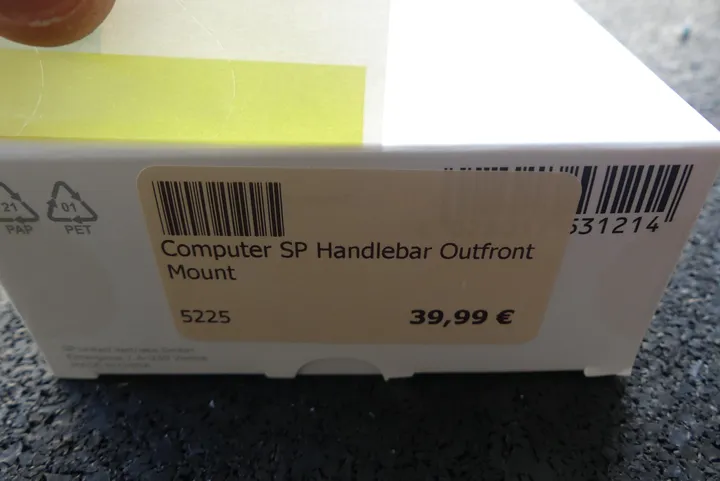 21
PAP
01
PET
531214
Computer SP Handlebar Outfront
Mount
5225
39,99 €